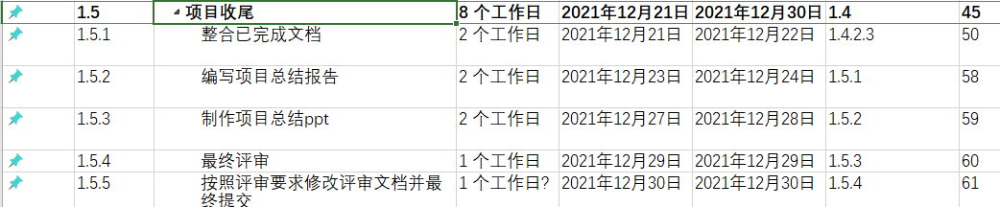 1.5 项目收尾 8 个工作日 2021年12月21日 2021年12月30日 1.4 45
1.5.1 整合已完成文档 2 个工作日 2021年12月21日 2021年12月22日 1.4.2.3 50
1.5.2 编写项目总结报告 2 个工作日 2021年12月23日 2021年12月24日 1.5.1 58
1.5.3 制作项目总结ppt 2 个工作日 2021年12月27日 2021年12月28日 1.5.2 59
1.5.4 最终评审 1 个工作日 2021年12月29日 2021年12月29日 1.5.3 60
1.5.5 按照评审要求修改评审文档并最 1 个工作日? 2021年12月30日 2021年12月30日 1.5.4 61
终提交